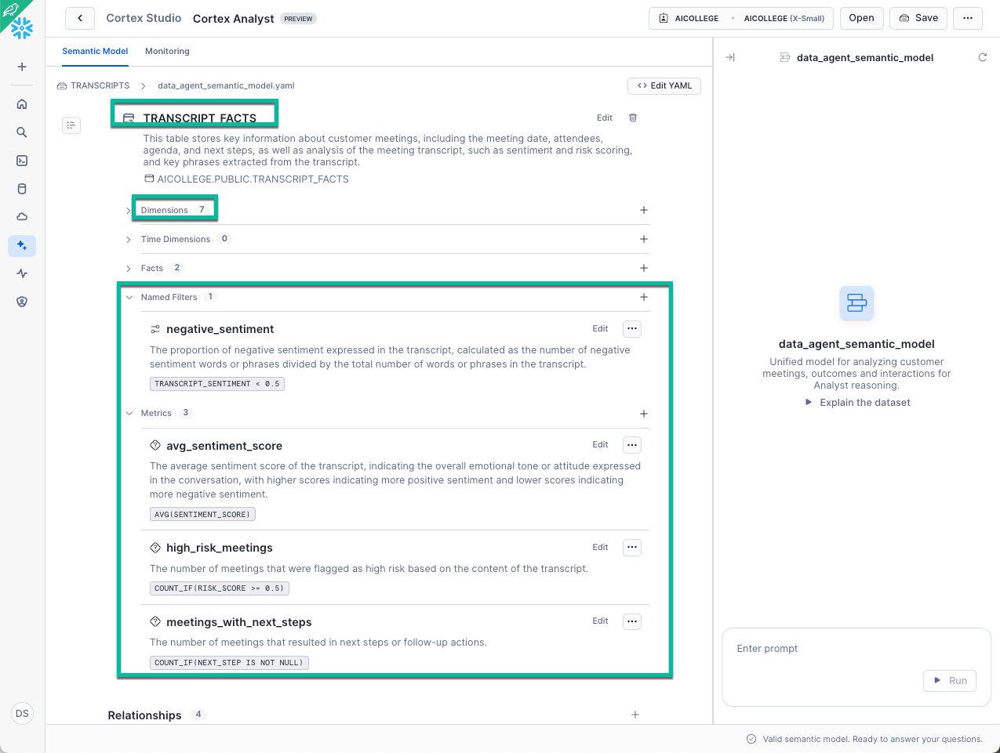 Cortex Studio Cortex Analyst PREVIEW
AICOLLEGE AICOLLEGE (X-Small) Open Save
Semantic Model Monitoring
TRANSCRIPTS data_agent_semantic_model.yaml Edit YAML
TRANSCRIPT_FACTS Edit
This table stores key information about customer meetings, including the meeting date, attendees,
agenda, and next steps, as well as analysis of the meeting transcript, such as sentiment and risk scoring,
and key phrases extracted from the transcript.
AICOLLEGE.PUBLIC.TRANSCRIPT_FACTS
Dimensions 7
Time Dimensions 0
Facts 2
Named Filters 1
negative_sentiment Edit
The proportion of negative sentiment expressed in the transcript, calculated as the number of negative
sentiment words or phrases divided by the total number of words or phrases in the transcript.
TRANSCRIPT_SENTIMENT < 0.5
Metrics 3
avg_sentiment_score Edit
The average sentiment score of the transcript, indicating the overall emotional tone or attitude expressed
in the conversation, with higher scores indicating more positive sentiment and lower scores indicating
more negative sentiment.
AVG(SENTIMENT_SCORE)
high_risk_meetings Edit
The number of meetings that were flagged as high risk based on the content of the transcript.
COUNT_IF(RISK_SCORE >= 0.5)
meetings_with_next_steps Edit
The number of meetings that resulted in next steps or follow-up actions.
COUNT_IF(NEXT_STEP IS NOT NULL)
Relationships 4
DS
data_agent_semantic_model
data_agent_semantic_model
Unified model for analyzing customer
meetings, outcomes and interactions for
Analyst reasoning.
Explain the dataset
Enter prompt
Run
Valid semantic model. Ready to answer your questions.